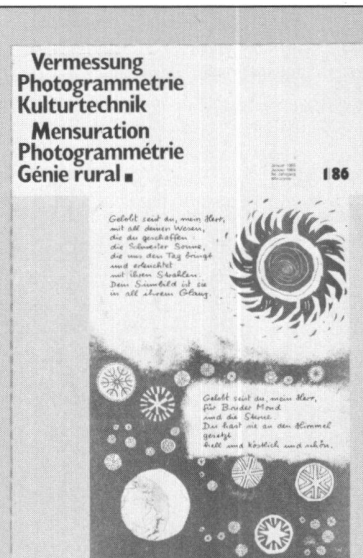 Vermessung
Photogrammetrie
Kulturtechnik
Mensuration
Photogrammétrie
Génie rural
1 86
Gelobt seist du, mein Herr,
mit all deinen Wesen,
die du geschaffen:
die Schwester Sonne,
die uns den Tag bringt
und erleuchtet
mit ihren Strahlen.
Dein Sinnbild ist sie
in all ihrem Glanz.
Gelobt seist du, mein Herr,
für Bruder Mond
und die Sterne.
Du hast sie an den Himmel
gesetzt
hell und köstlich und schön.